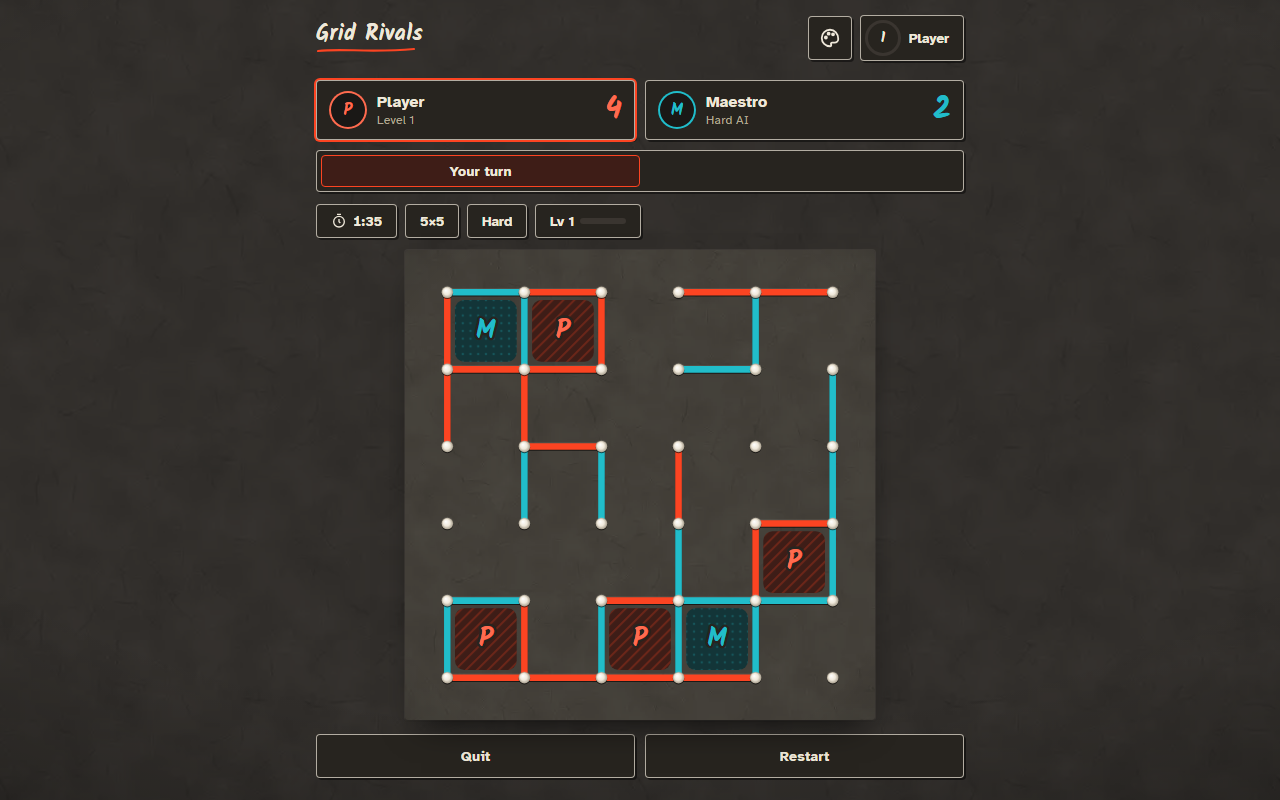 Grid Rivals
1 Player
P Player 4
Level 1
M Maestro 2
Hard AI
Your turn
1:35 5×5 Hard Lv 1
M P
P
P P M
Quit Restart